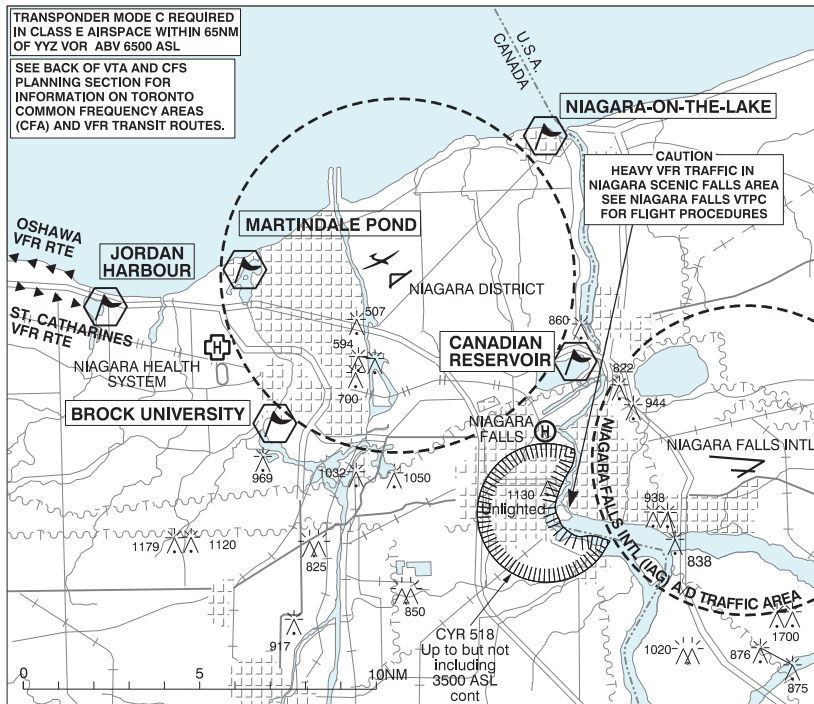 TRANSPONDER MODE C REQUIRED
IN CLASS E AIRSPACE WITHIN 65NM
OF YYZ VOR ABV 6500 ASL
SEE BACK OF VTA AND CFS
PLANNING SECTION FOR
INFORMATION ON TORONTO
COMMON FREQUENCY AREAS
(CFA) AND VFR TRANSIT ROUTES.
U.S.A.
CANADA
NIAGARA-ON-THE-LAKE
CAUTION
HEAVY VFR TRAFFIC IN
NIAGARA SCENIC FALLS AREA
SEE NIAGARA FALLS VTPC
FOR FLIGHT PROCEDURES
OSHAWA
VFR RTE
JORDAN
HARBOUR
MARTINDALE POND
NIAGARA DISTRICT
ST. CATHARINES
VFR RTE
507
860
594
CANADIAN
RESERVOIR
H
NIAGARA HEALTH
SYSTEM
700
822
944
BROCK UNIVERSITY
NIAGARA
FALLS
H
NIAGARA FALLS INTL
969
1032
1050
1130
Unlighted
938
NIAGARA FALLS INTL (IAG) A/D TRAFFIC AREA
1179
1120
825
838
850
917
CYR 518
Up to but not
including
3500 ASL
cont
1700
1020
876
875
0
5
10NM